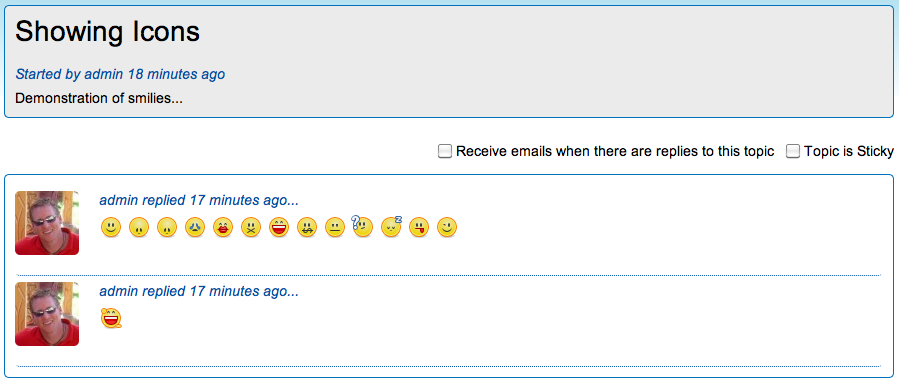 Showing Icons
Started by admin 18 minutes ago
Demonstration of smilies...
Receive emails when there are replies to this topic Topic is Sticky
admin replied 17 minutes ago...
admin replied 17 minutes ago...